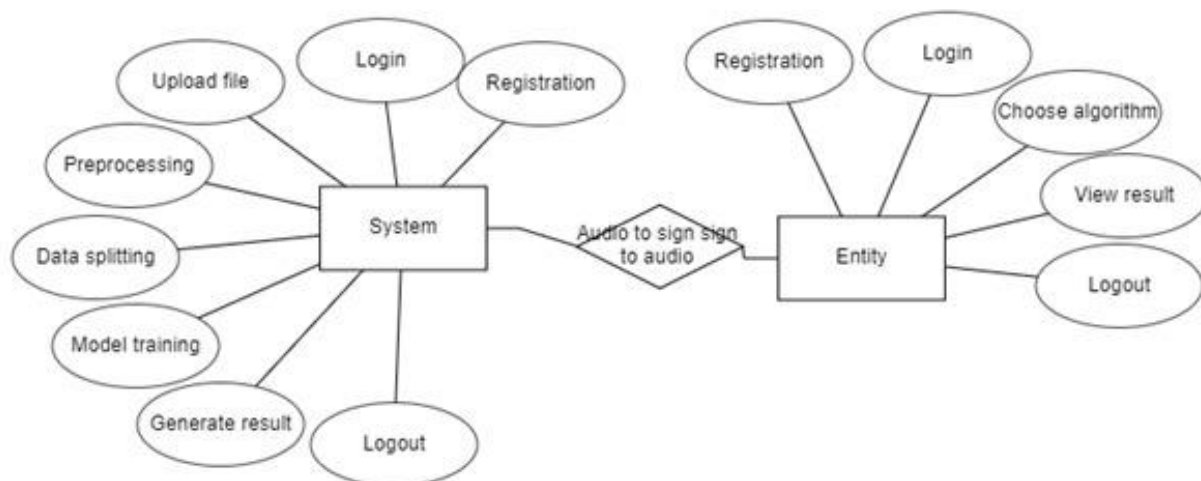 Login
Registration
Upload file
Preprocessing
Data splitting
Model training
Generate result
Logout
System
Audio to sign sign
to audio
Registration
Login
Choose algorithm
View result
Logout
Entity